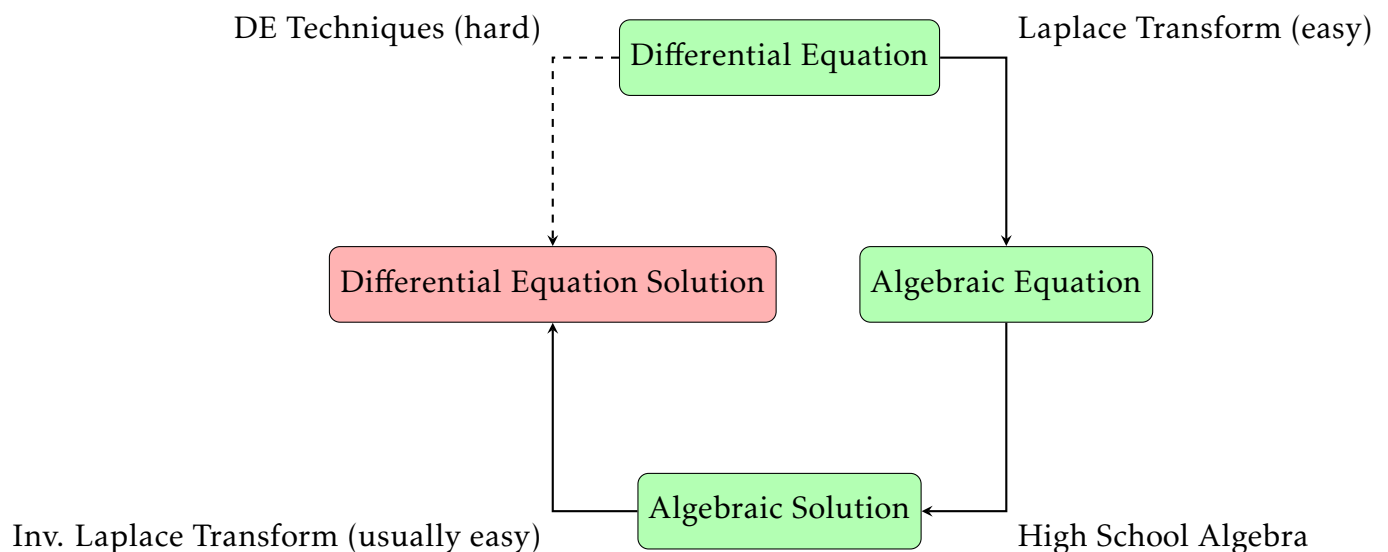 DE Techniques (hard)
Differential Equation
Laplace Transform (easy)
Differential Equation Solution
Algebraic Equation
Inv. Laplace Transform (usually easy)
Algebraic Solution
High School Algebra